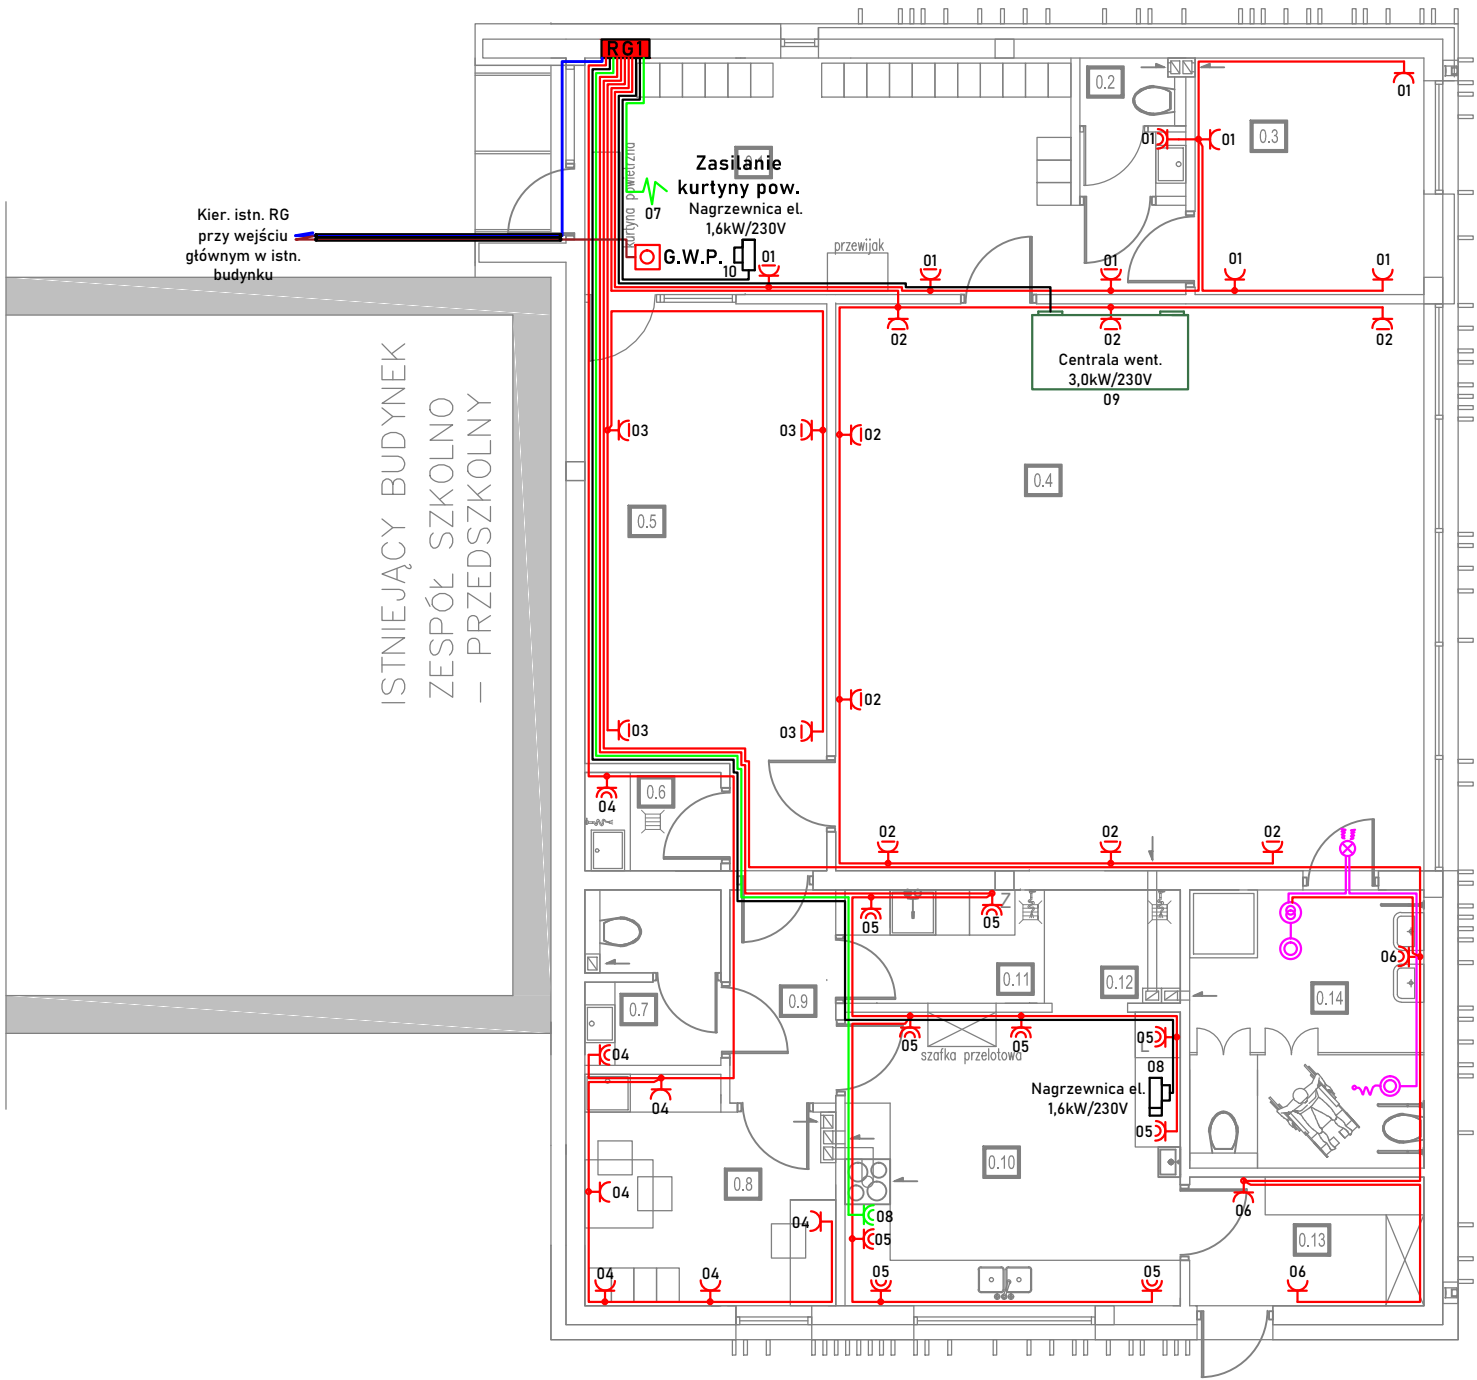 RG1
0.2
01
01
01
0.3
kurtyna powietrzna
Zasilanie
kurtyny pow.
Nagrzewnica el.
1,6kW/230V
07
Kier. istn. RG
przy wejściu
głównym w istn.
budynku
G.W.P.
10
przewijak
01
01
01
01
01
02
02
02
Centrala went.
3,0kW/230V
09
ISTNIEJĄCY BUDYNEK
ZESPÓŁ SZKOLNO
– PRZEDSZKOLNY
03
03
02
0.4
0.5
02
03
03
0.6
04
02
02
02
05
05
Z
06
0.11
0.12
0.14
0.9
0.7
04
05
05
szafka przelotowa
05
L
08
Nagrzewnica el.
1,6kW/230V
04
05
0.10
0.8
04
04
08
06
05
0.13
04
04
05
05
06